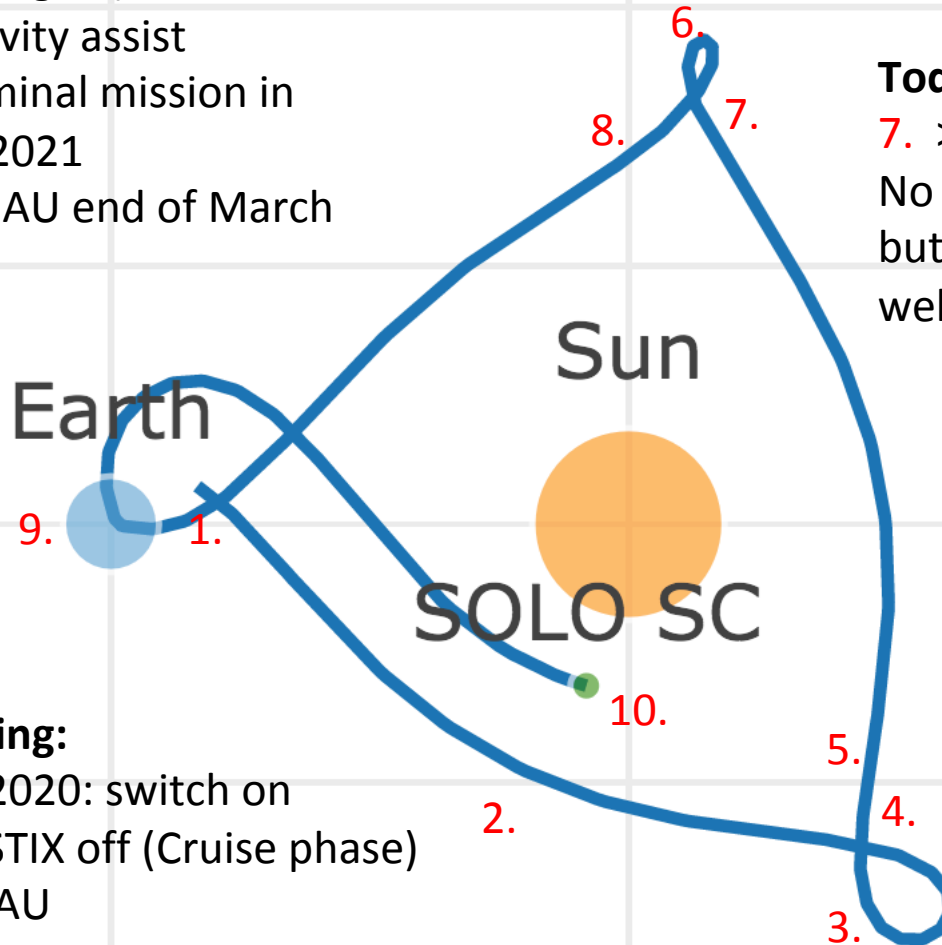 vity assist
minal mission in
2021
AU end of March
6.
7.
8.
Tod
7. >
No
but
wel
Sun
Earth
9.
1.
SOLO SC
10.
ing:
2020: switch on
STIX off (Cruise phase)
AU
2.
5.
4.
3.